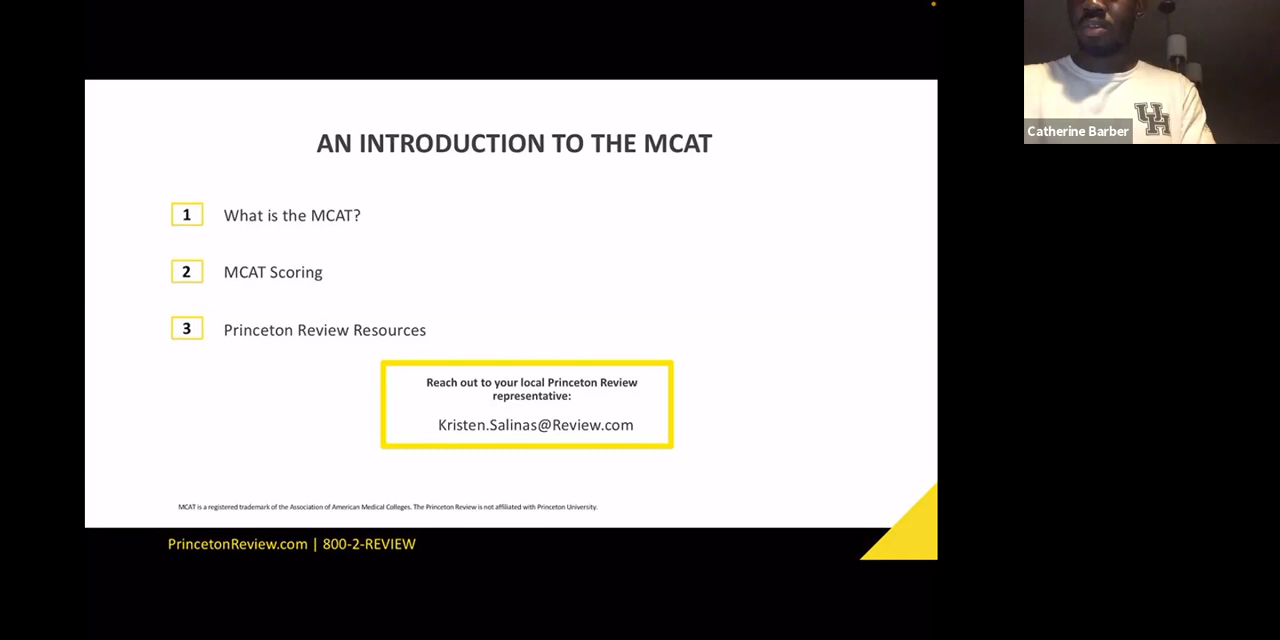 AN INTRODUCTION TO THE MCAT
1 What is the MCAT?
2 MCAT Scoring
3 Princeton Review Resources
Reach out to your local Princeton Review
representative:
Kristen.Salinas@Review.com
MCAT is a registered trademark of the Association of American Medical Colleges. The Princeton Review is not affiliated with Princeton University.
PrincetonReview.com | 800-2-REVIEW
Catherine Barber
UH